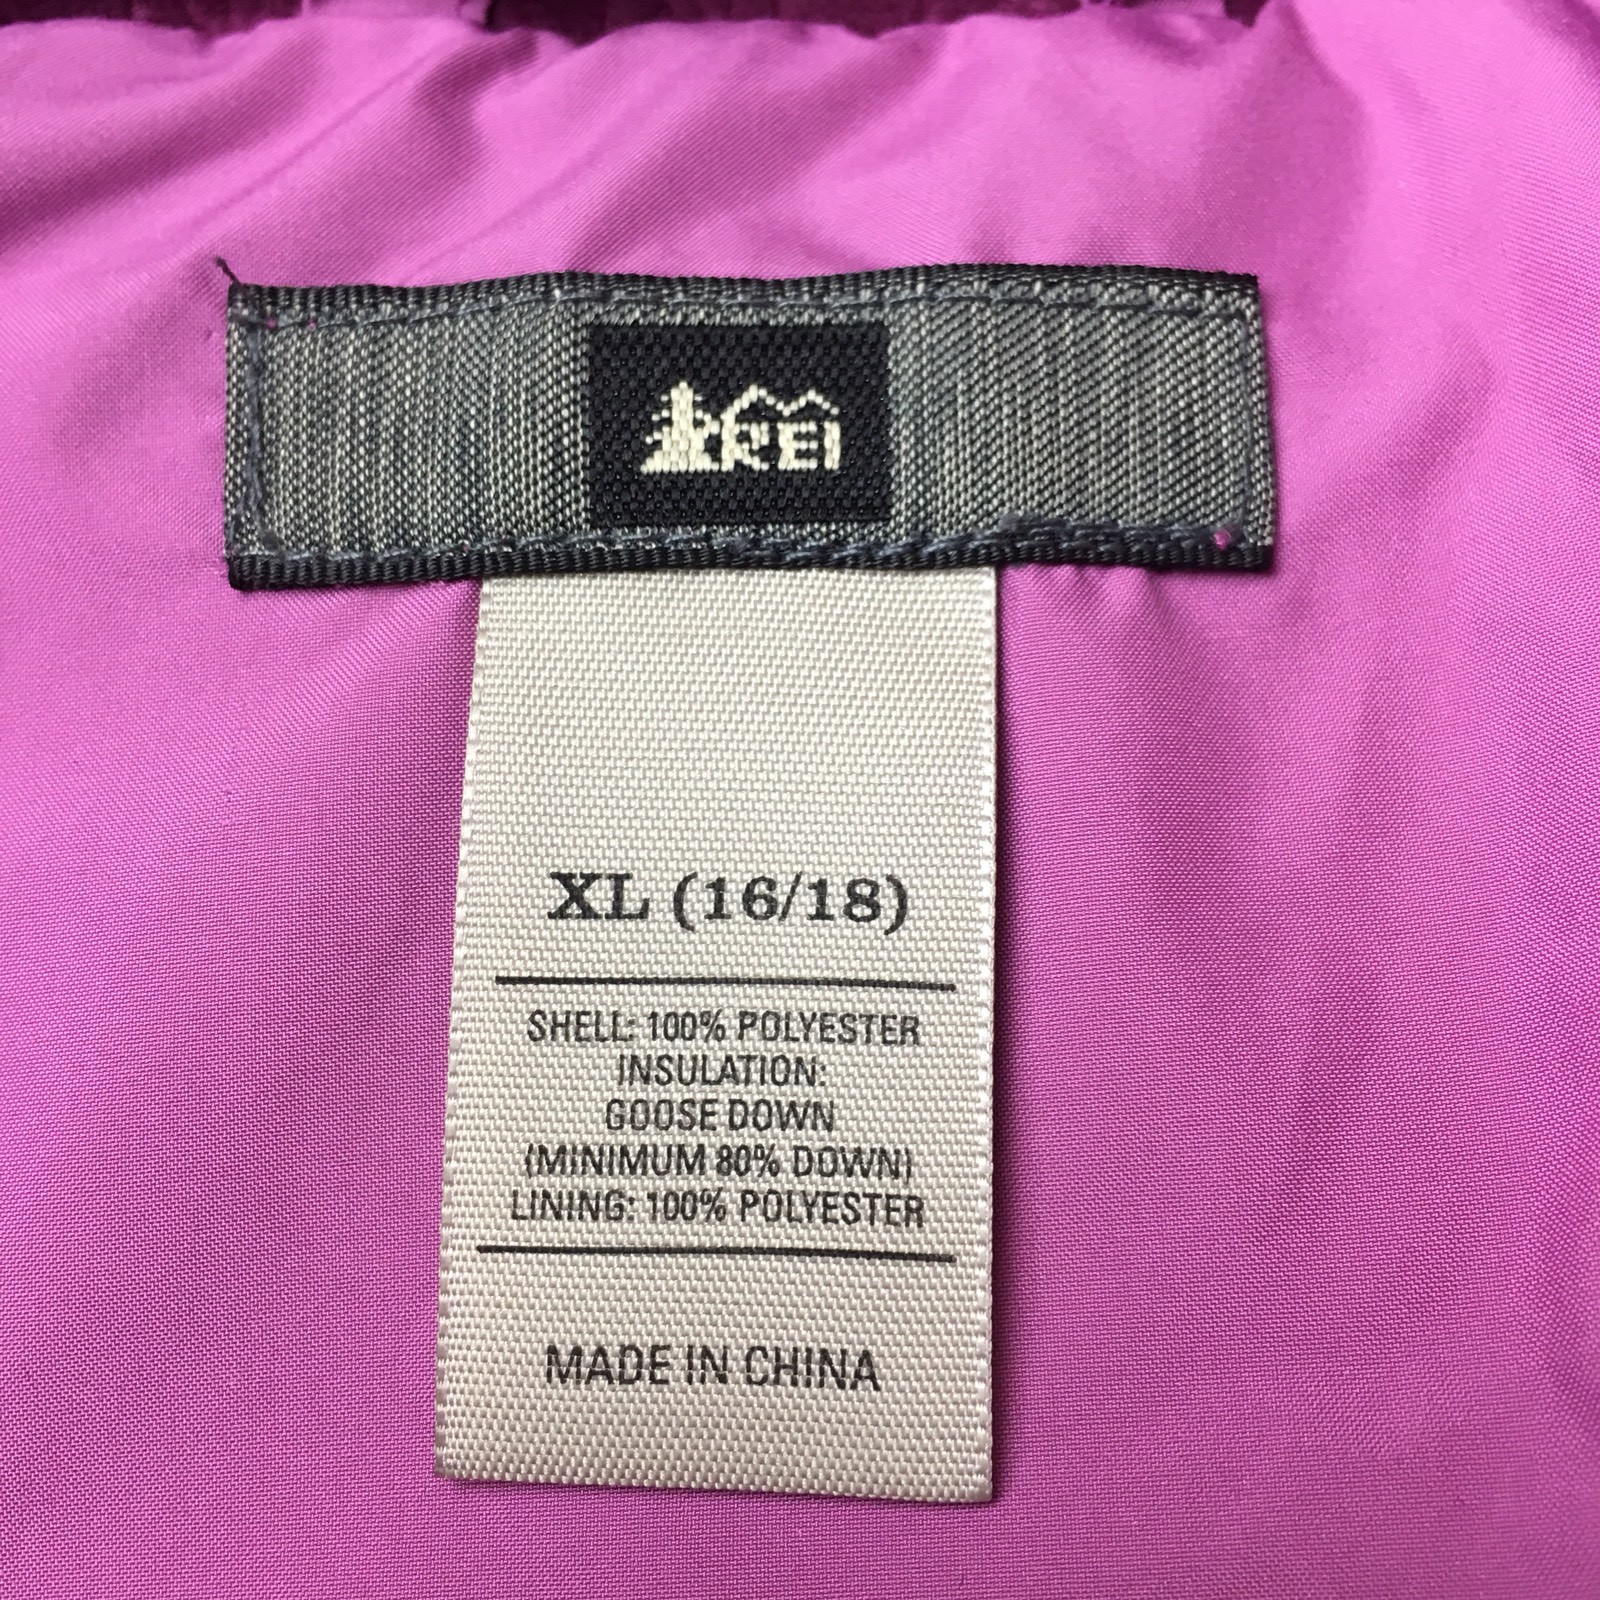 REI
XL (16/18)
SHELL: 100% POLYESTER
INSULATION:
GOOSE DOWN
(MINIMUM 80% DOWN)
LINING: 100% POLYESTER
MADE IN CHINA